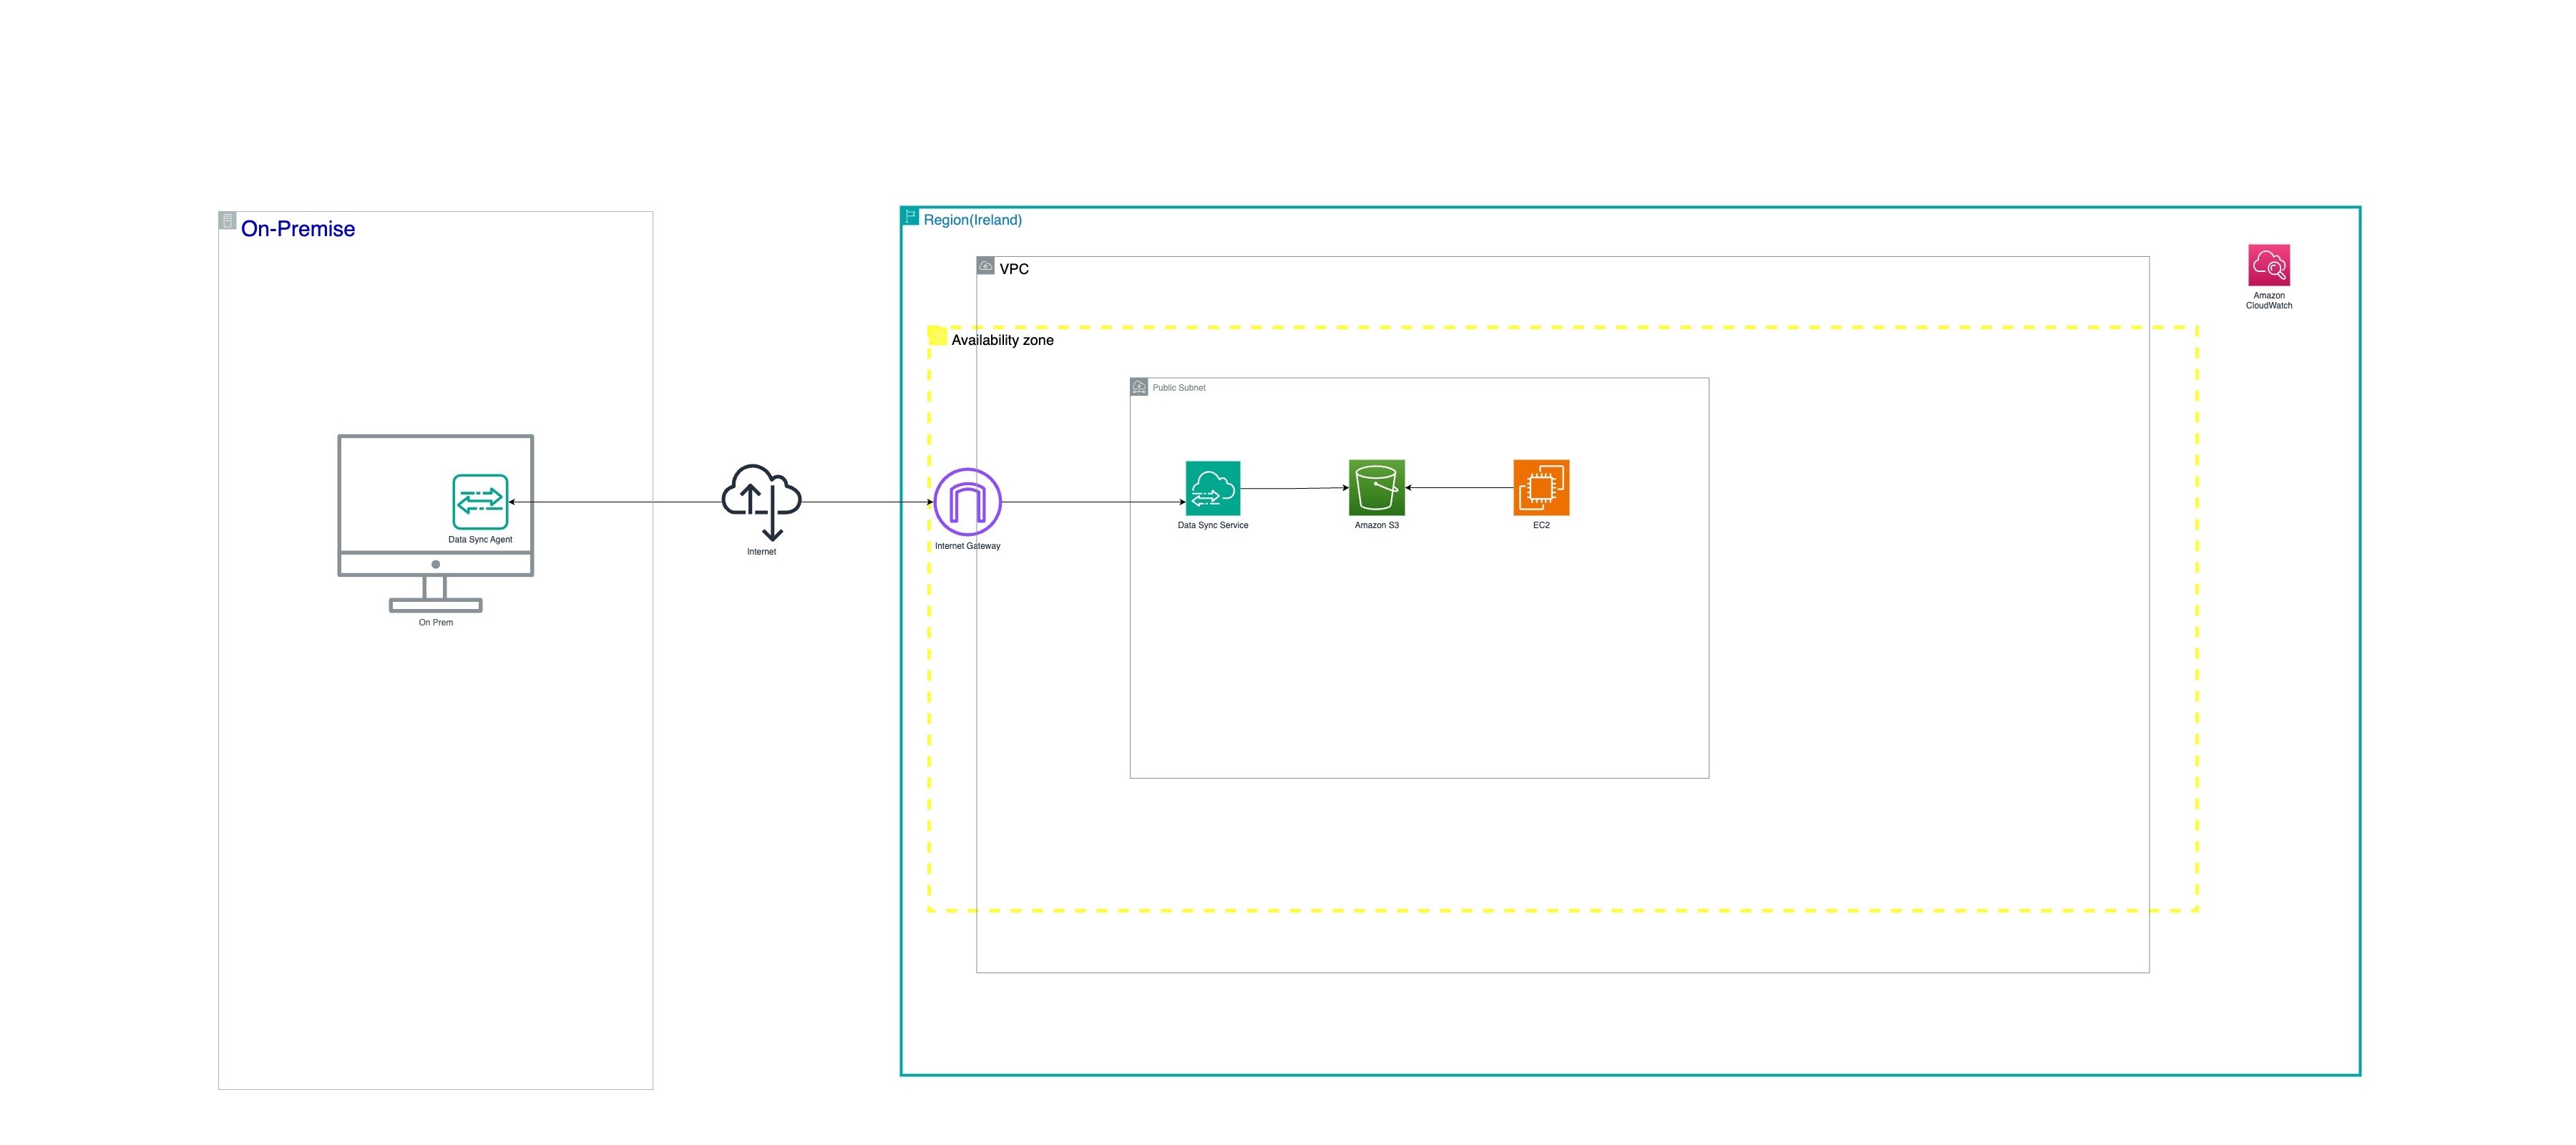 On-Premise
Region(Ireland)
VPC
Amazon
CloudWatch
Availability zone
Public Subnet
Data Sync Agent
On Prem
Internet
Internet Gateway
Data Sync Service
Amazon S3
EC2